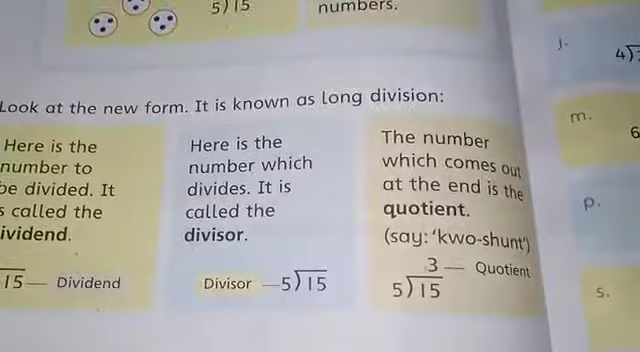 5)15
numbers.
Look at the new form. It is known as long division:
Here is the
number to
be divided. It
s called the
ividend.
15 — Dividend
Here is the
number which
divides. It is
called the
divisor.
Divisor — 5)15
The number
which comes out
at the end is the
quotient.
(say: ‘kwo-shunt’)
3 — Quotient
5)15
j.
4)
m.
6
p.
s.